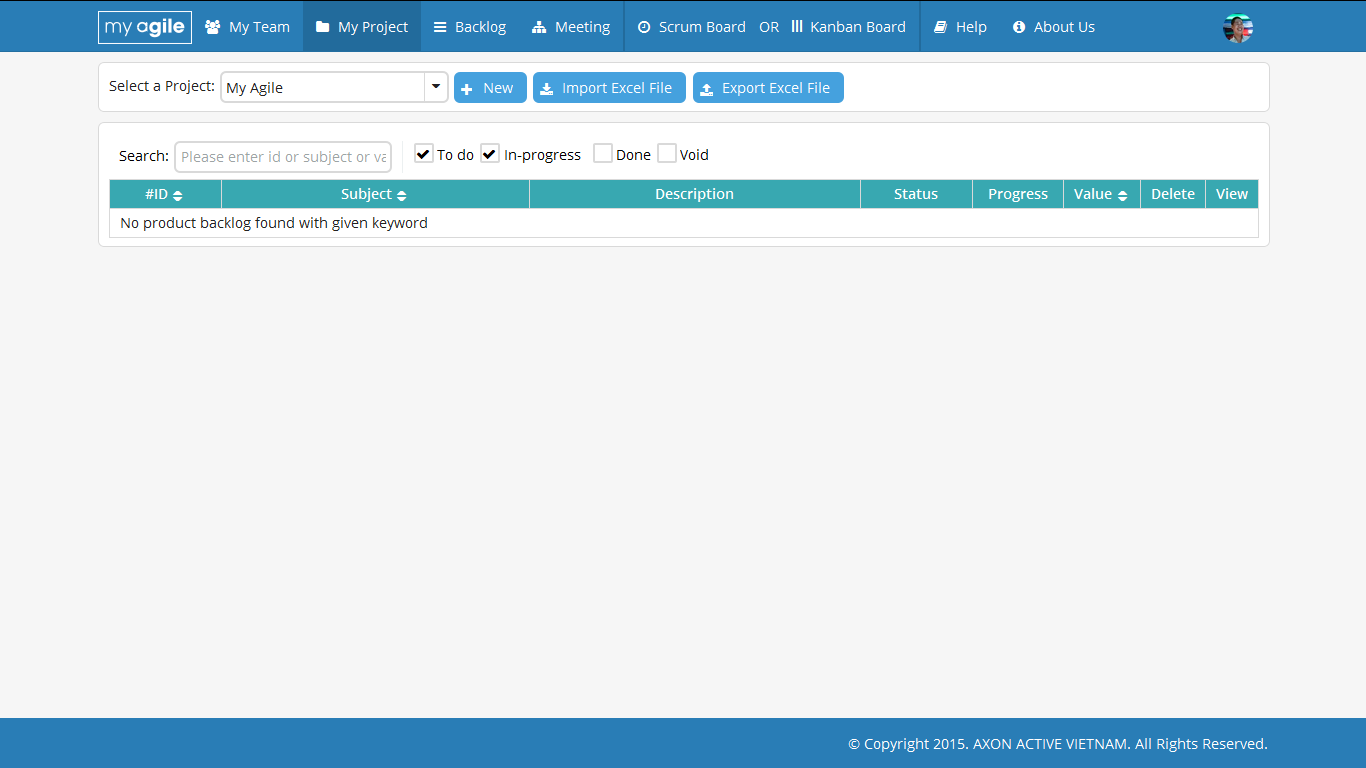 my agile My Team My Project Backlog Meeting Scrum Board OR Kanban Board Help About Us
Select a Project: My Agile New Import Excel File Export Excel File
Search: Please enter id or subject or va To do In-progress Done Void
#ID Subject Description Status Progress Value Delete View
No product backlog found with given keyword
© Copyright 2015. AXON ACTIVE VIETNAM. All Rights Reserved.